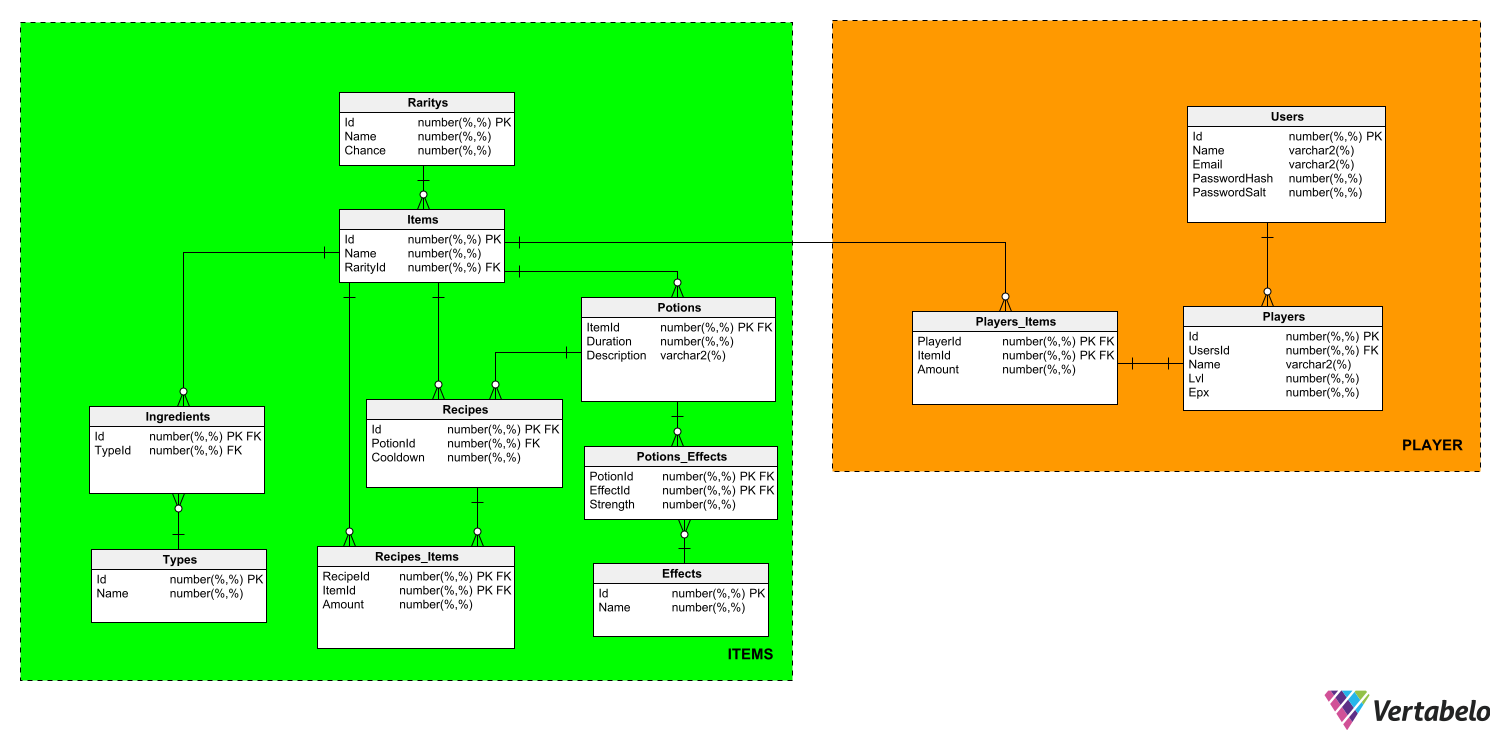 Raritys
Id number(%,%) PK
Name number(%,%)
Chance number(%,%)
Items
Id number(%,%) PK
Name number(%,%)
RarityId number(%,%) FK
Potions
ItemId number(%,%) PK FK
Duration number(%,%)
Description varchar2(%)
Ingredients
Id number(%,%) PK FK
TypeId number(%,%) FK
Recipes
Id number(%,%) PK FK
PotionId number(%,%) FK
Cooldown number(%,%)
Potions_Effects
PotionId number(%,%) PK FK
EffectId number(%,%) PK FK
Strength number(%,%)
Types
Id number(%,%) PK
Name number(%,%)
Recipes_Items
RecipeId number(%,%) PK FK
ItemId number(%,%) PK FK
Amount number(%,%)
Effects
Id number(%,%) PK
Name number(%,%)
ITEMS
Users
Id number(%,%) PK
Name varchar2(%)
Email varchar2(%)
PasswordHash number(%,%)
PasswordSalt number(%,%)
Players_Items
PlayerId number(%,%) PK FK
ItemId number(%,%) PK FK
Amount number(%,%)
Players
Id number(%,%) PK
UsersId number(%,%) FK
Name varchar2(%)
Lvl number(%,%)
Epx number(%,%)
PLAYER
Vertabelo